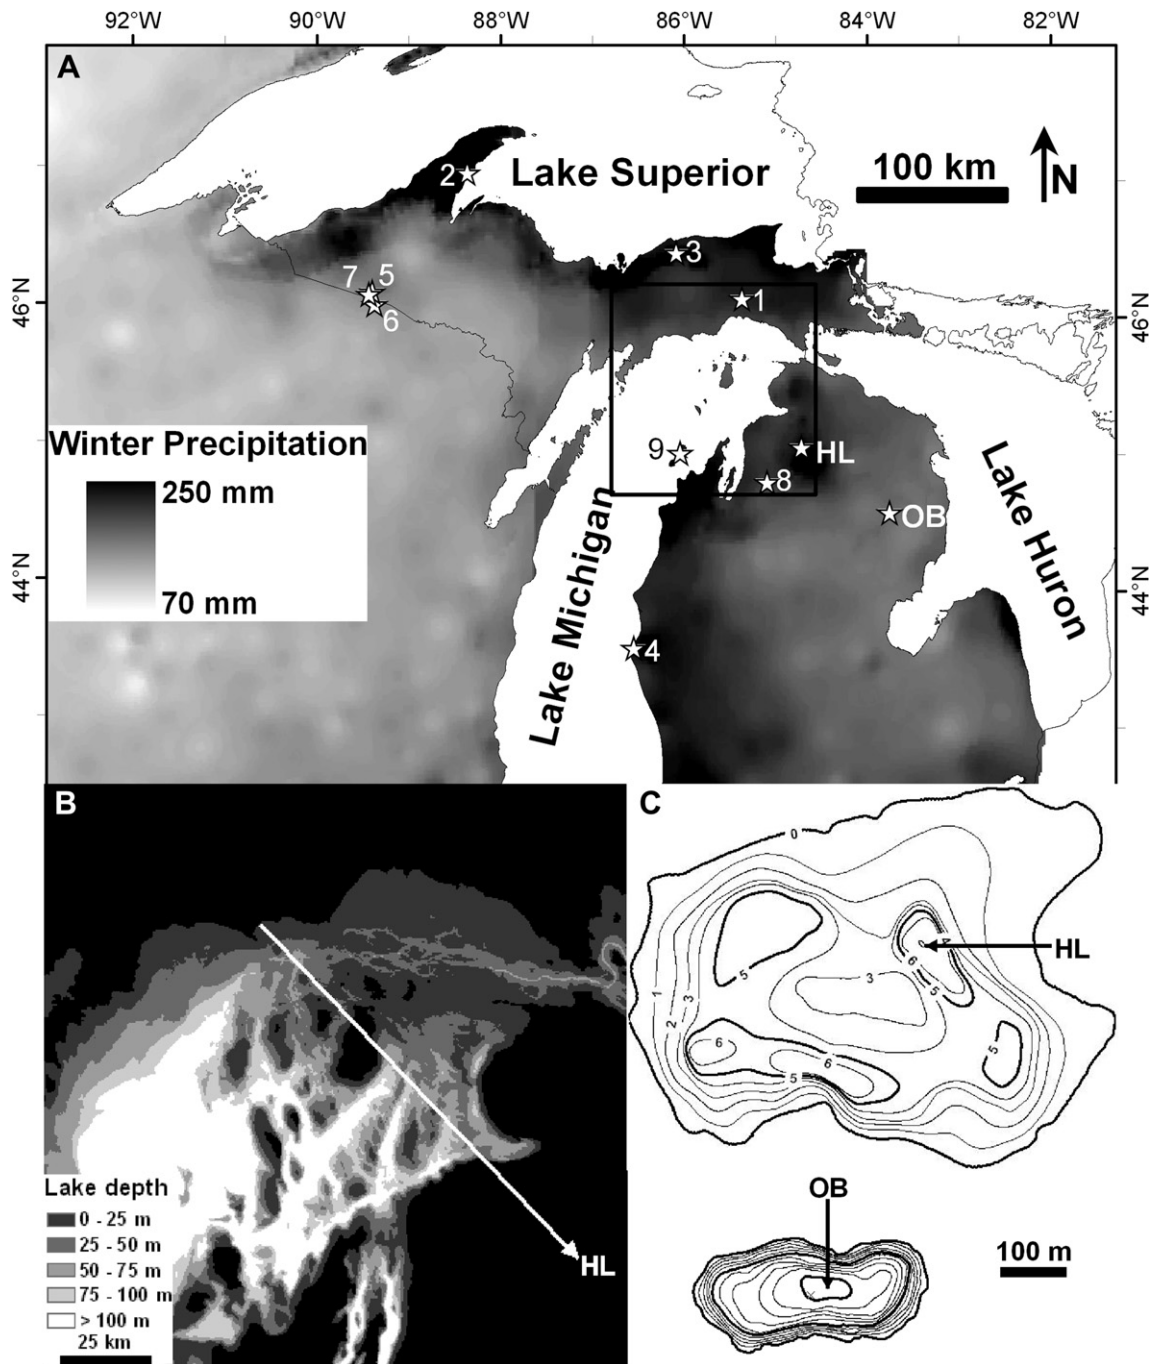 92°W 90°W 88°W 86°W 84°W 82°W
A
2 Lake Superior
100 km
N
3
7 5
6
1
46°N 46°N
Winter Precipitation
250 mm
70 mm
9
HL
8
OB
44°N 44°N
Lake Michigan
Lake Huron
4
B
HL
Lake depth
0 - 25 m
25 - 50 m
50 - 75 m
75 - 100 m
> 100 m
25 km
C
0
4
HL
6
5
5
3
1
3
2
6
6
5
5
OB
100 m